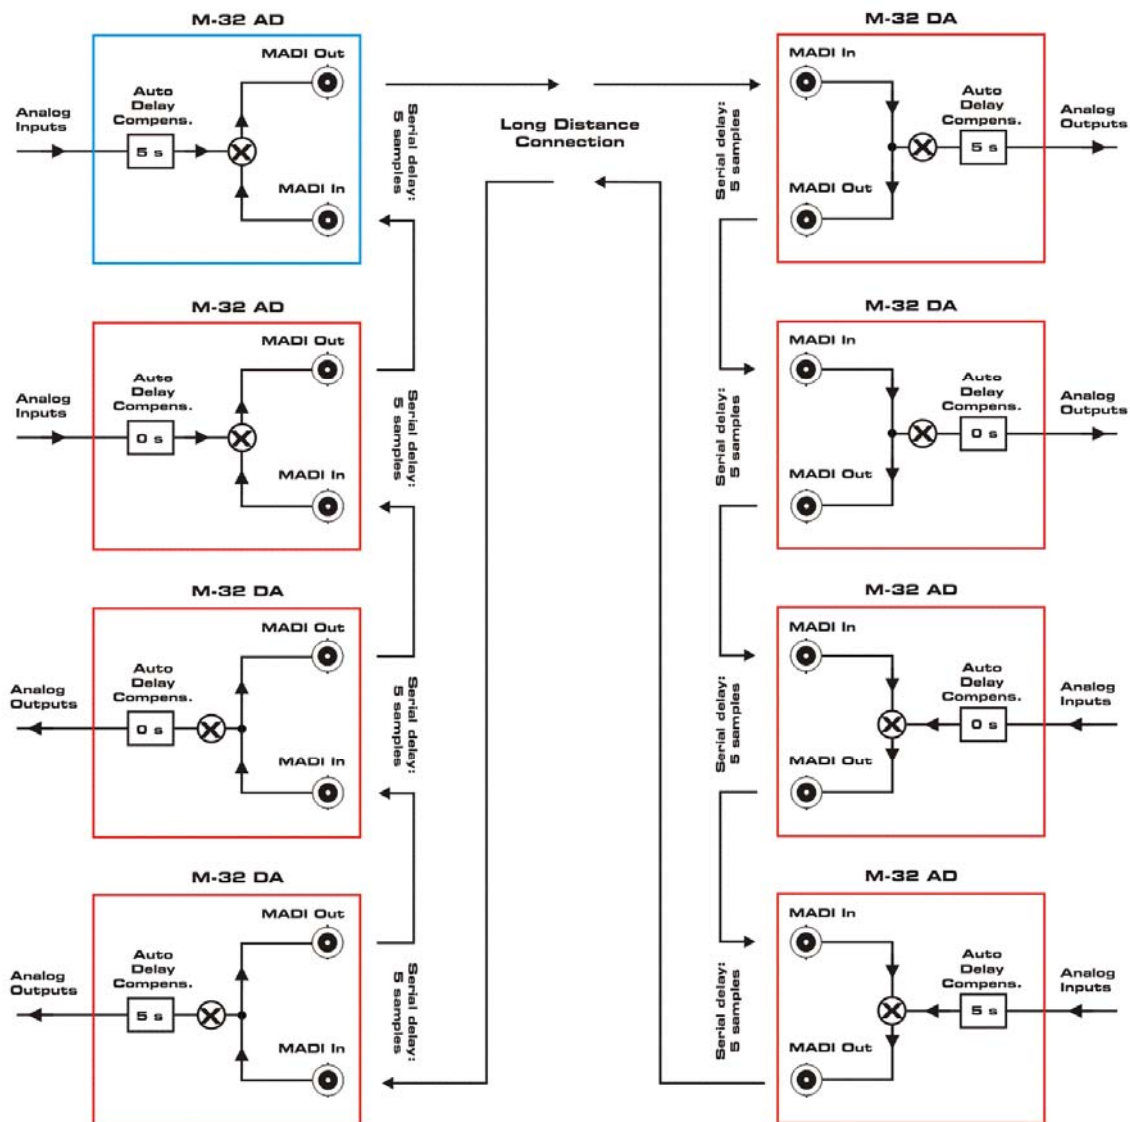 M-32 AD
MADI Out
Auto
Delay
Compens.
Analog
Inputs
5 s
MADI In
Serial delay:
5 samples
Long Distance
Connection
M-32 DA
MADI In
Auto
Delay
Compens.
Analog
Outputs
5 s
MADI Out
Serial delay:
5 samples
M-32 AD
MADI Out
Auto
Delay
Compens.
Analog
Inputs
0 s
MADI In
Serial delay:
5 samples
M-32 DA
MADI In
Auto
Delay
Compens.
Analog
Outputs
0 s
MADI Out
Serial delay:
5 samples
M-32 DA
MADI Out
Auto
Delay
Compens.
Analog
Outputs
0 s
MADI In
Serial delay:
5 samples
M-32 AD
MADI In
Auto
Delay
Compens.
Analog
Inputs
0 s
MADI Out
Serial delay:
5 samples
M-32 DA
MADI Out
Auto
Delay
Compens.
Analog
Outputs
5 s
MADI In
Serial delay:
5 samples
M-32 AD
MADI In
Auto
Delay
Compens.
Analog
Inputs
5 s
MADI Out
Serial delay:
5 samples